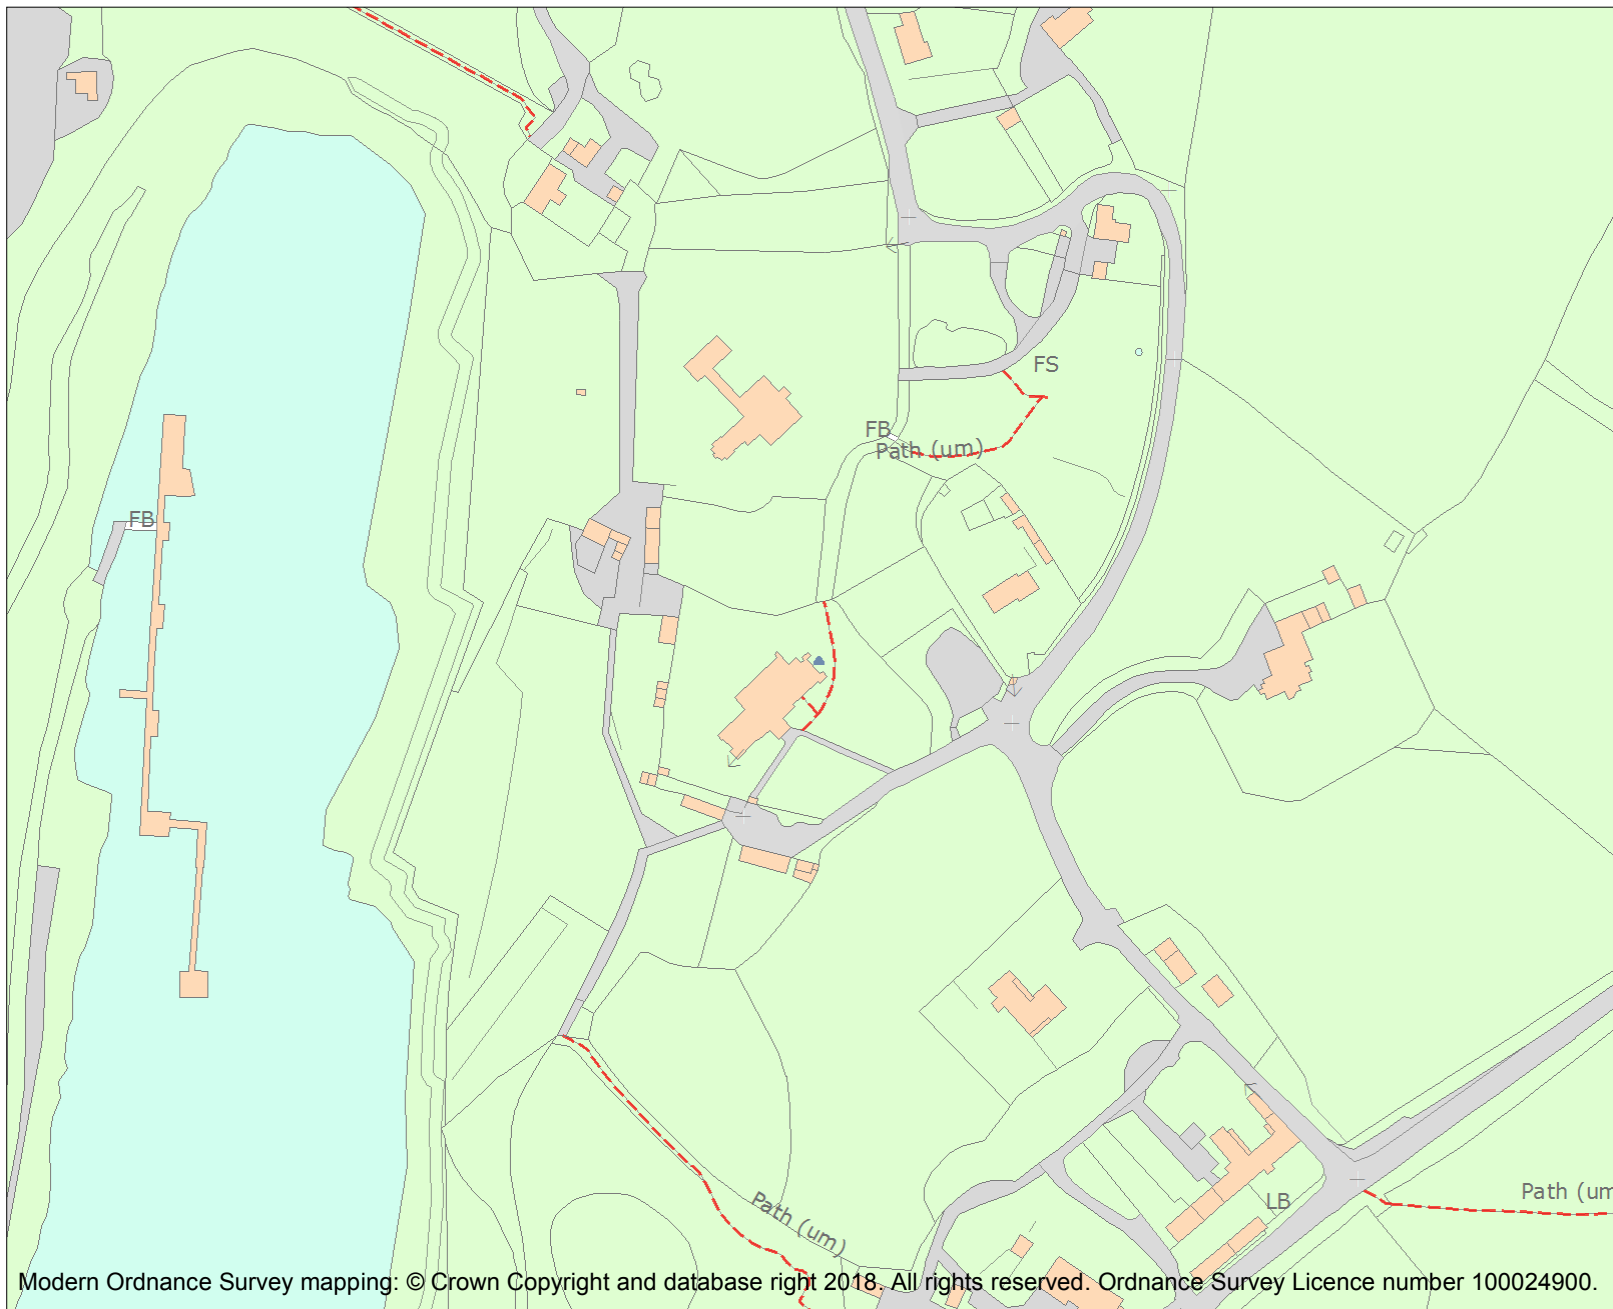 FS
FB
Path (um)
FB
Path (um
LB
Path (um)
Modern Ordnance Survey mapping: © Crown Copyright and database right 2018. All rights reserved. Ordnance Survey Licence number 100024900.